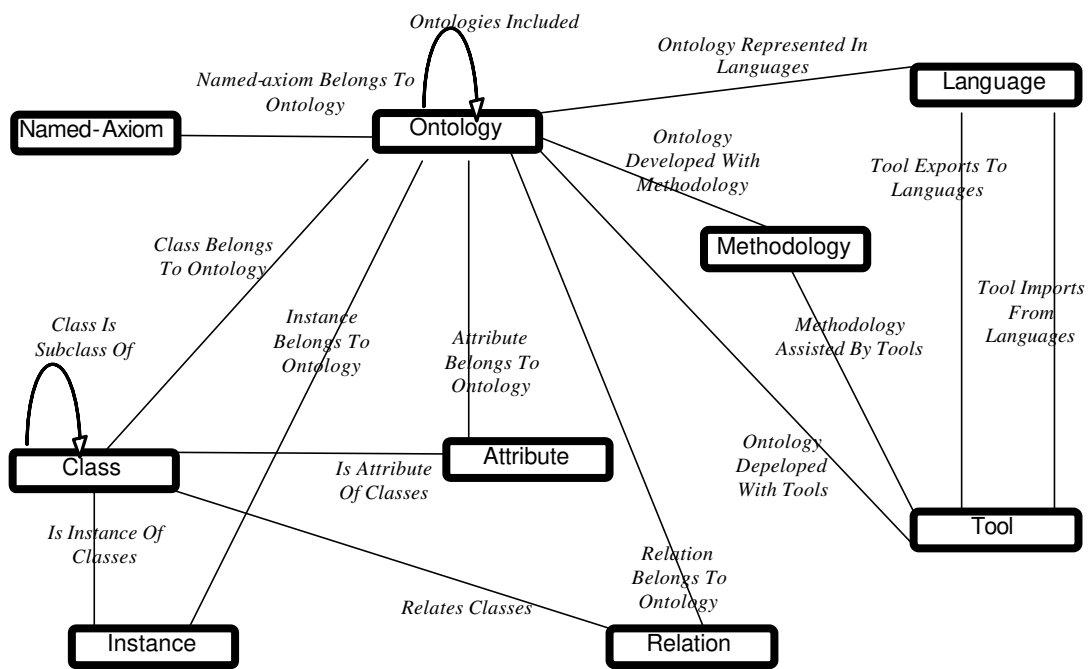 Ontologies Included
Ontology Represented In
Languages
Language
Named-axiom Belongs To
Ontology
Named-Axiom
Ontology
Ontology
Developed With
Methodology
Tool Exports To
Languages
Methodology
Class Belongs
To Ontology
Tool Imports
From
Languages
Class Is
Subclass Of
Instance
Belongs To
Ontology
Attribute
Belongs To
Ontology
Methodology
Assisted By Tools
Class
Is Attribute
Of Classes
Attribute
Ontology
Depeloped
With Tools
Is Instance Of
Classes
Tool
Relation
Belongs To
Ontology
Relates Classes
Instance
Relation